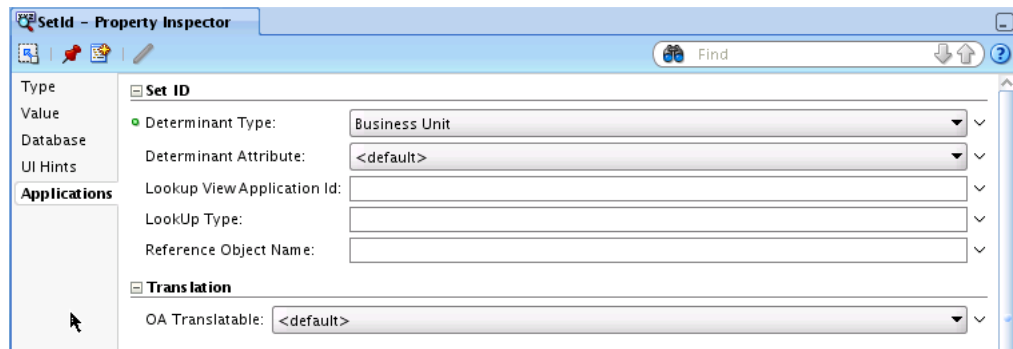 SetId - Property Inspector
Find
Type
Value
Database
UI Hints
Applications
Set ID
Determinant Type: Business Unit
Determinant Attribute: <default>
Lookup View Application Id:
LookUp Type:
Reference Object Name:
Translation
OA Translatable: <default>